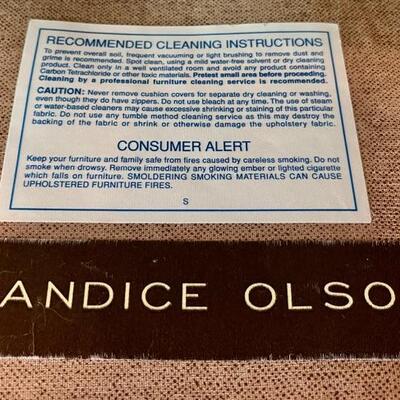 RECOMMENDED CLEANING INSTRUCTIONS
To prevent overall soil, frequent vacuuming or light brushing to remove dust and
grime is recommended. Spot clean, using a mild water-free solvent or dry cleaning
product. Clean only in a well ventilated room and avoid any product containing
Carbon Tetrachloride or other toxic materials. Pretest small area before proceeding.
Cleaning by a professional furniture cleaning service is recommended.
CAUTION: Never remove cushion covers for separate dry cleaning or washing,
even though they do have zippers. Do not use bleach at any time. The use of steam
or water-based cleaners may cause excessive shrinking or staining of this particular
fabric. Do not use any tumble method cleaning service as this may destroy the
backing of the fabric or shrink or otherwise damage the upholstery fabric.
CONSUMER ALERT
Keep your furniture and family safe from fires caused by careless smoking. Do not
smoke when drowsy. Remove immediately any glowing ember or lighted cigarette
which falls on furniture. SMOLDERING SMOKING MATERIALS CAN CAUSE
UPHOLSTERED FURNITURE FIRES.
S
ANDICE OLSO